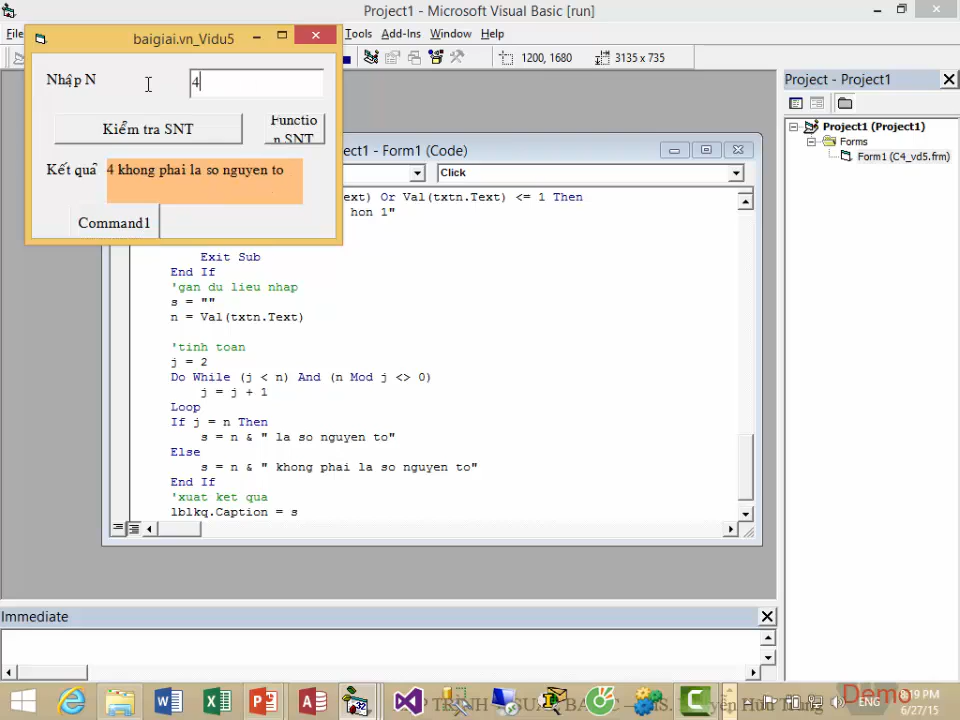 Project1 - Microsoft Visual Basic [run]
Tools Add-Ins Window Help
1200, 1680 3135 x 735
baigiai.vn_Vidu5
Nhập N
4
Kiểm tra SNT
Functio
n SNT
Kết quả
4 khong phai la so nguyen to
Command1
ect1 - Form1 (Code)
Click
ext) Or Val(txtn.Text) <= 1 Then
hon 1"
Exit Sub
End If
'gan du lieu nhap
s = ""
n = Val(txtn.Text)
'tinh toan
j = 2
Do While (j < n) And (n Mod j <> 0)
j = j + 1
Loop
If j = n Then
s = n & " la so nguyen to"
Else
s = n & " khong phai la so nguyen to"
End If
'xuat ket qua
lblkq.Caption = s
Project - Project1
Project1 (Project1)
Forms
Form1 (C4_vd5.frm)
Immediate
Demo
ENG
6/27/15